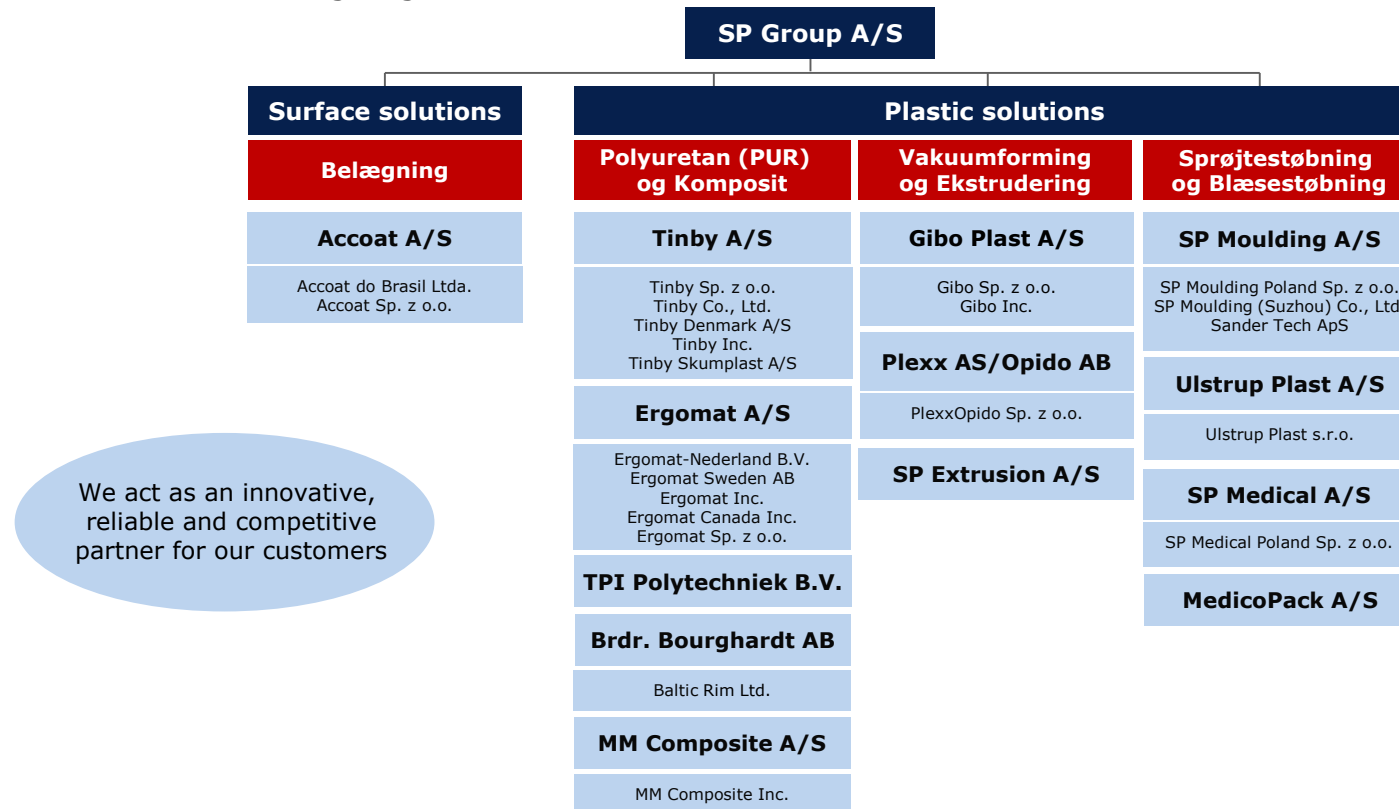 SP Group A/S
Surface solutions
Belægning
Accoat A/S
Accoat do Brasil Ltda.
Accoat Sp. z o.o.
Plastic solutions
Polyuretan (PUR)
og Komposit
Tinby A/S
Tinby Sp. z o.o.
Tinby Co., Ltd.
Tinby Denmark A/S
Tinby Inc.
Tinby Skumplast A/S
Ergomat A/S
Ergomat-Nederland B.V.
Ergomat Sweden AB
Ergomat Inc.
Ergomat Canada Inc.
Ergomat Sp. z o.o.
TPI Polytechniek B.V.
Brdr. Bourghardt AB
Baltic Rim Ltd.
MM Composite A/S
MM Composite Inc.
Vakuumforming
og Ekstrudering
Gibo Plast A/S
Gibo Sp. z o.o.
Gibo Inc.
Plexx AS/Opido AB
PlexxOpido Sp. z o.o.
SP Extrusion A/S
Sprøjtestøbning
og Blæsestøbning
SP Moulding A/S
SP Moulding Poland Sp. z o.o.
SP Moulding (Suzhou) Co., Ltd
Sander Tech ApS
Ulstrup Plast A/S
Ulstrup Plast s.r.o.
SP Medical A/S
SP Medical Poland Sp. z o.o.
MedicoPack A/S
We act as an innovative,
reliable and competitive
partner for our customers